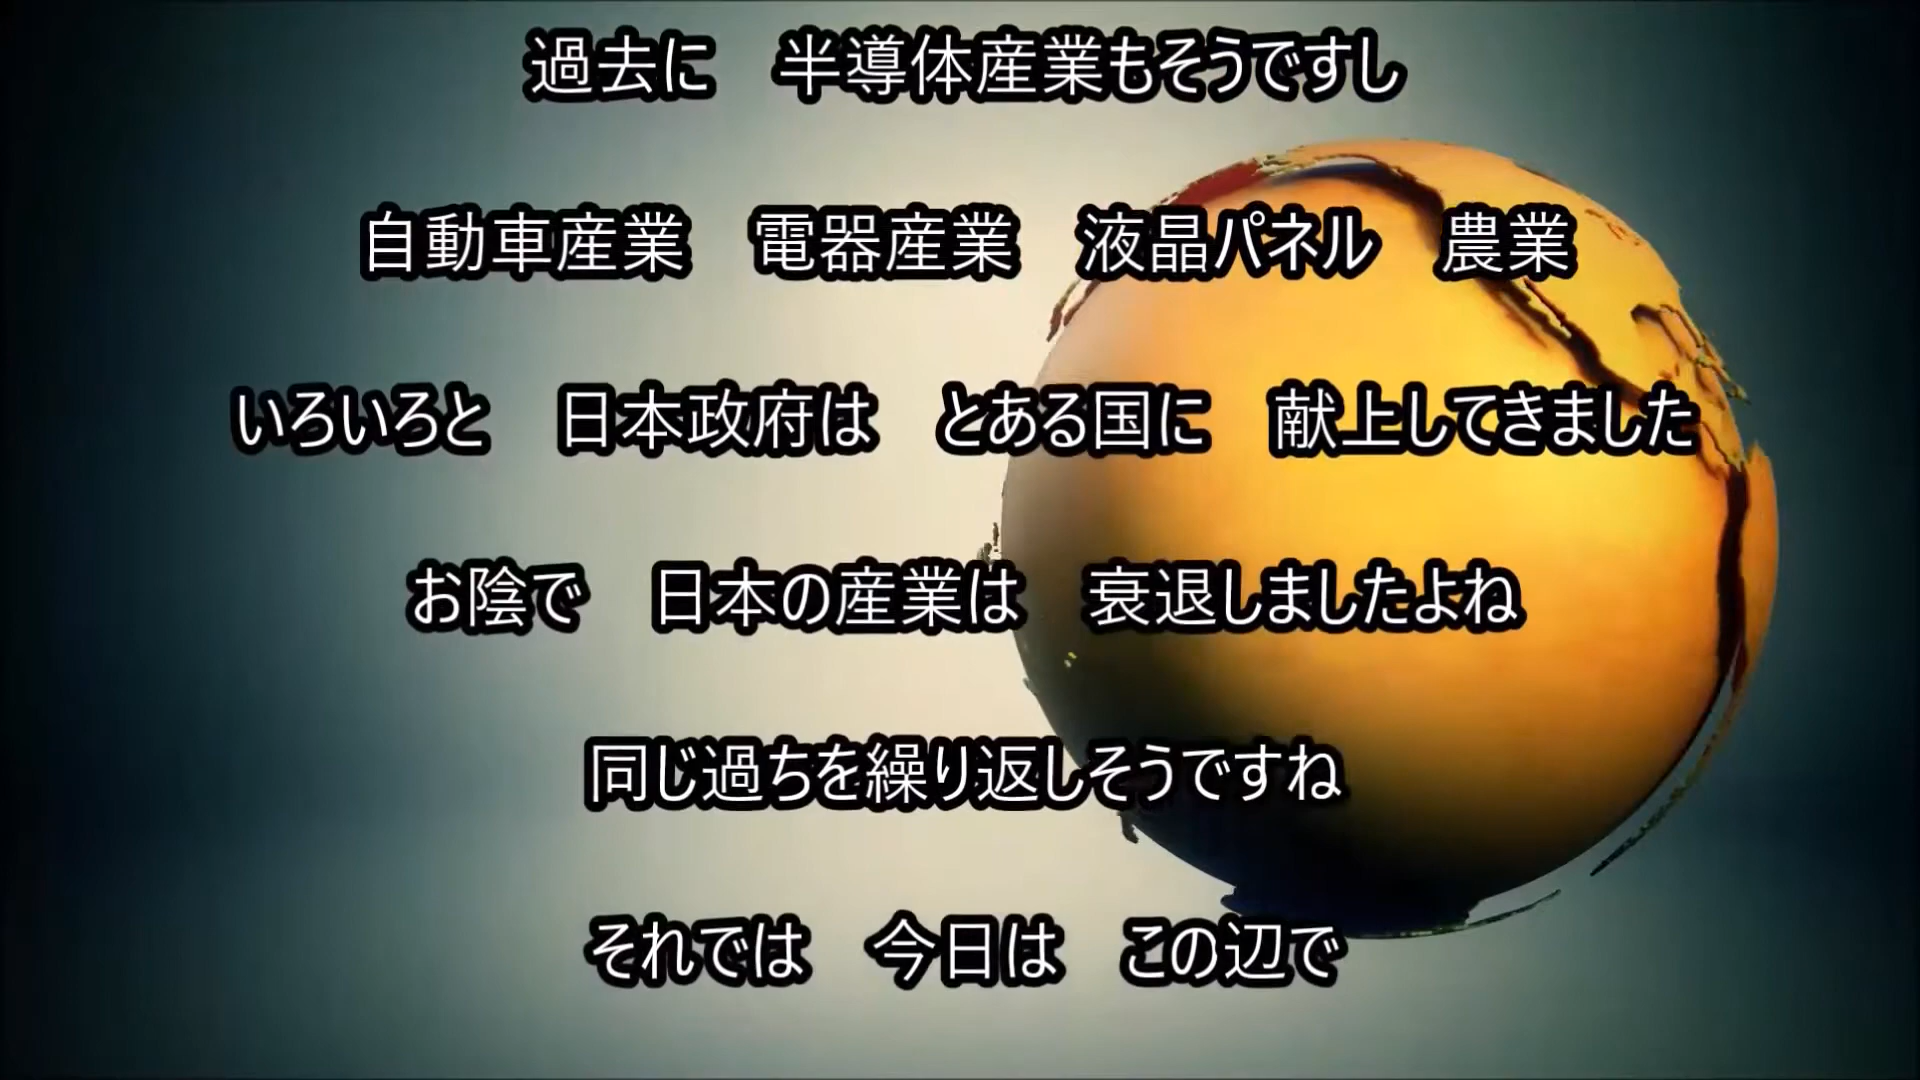 過去に　半導体産業もそうですし
自動車産業　電器産業　液晶パネル　農業
いろいろと　日本政府は　とある国に　献上してきました
お陰で　日本の産業は　衰退しましたよね
同じ過ちを繰り返しそうですね
それでは　今日は　この辺で